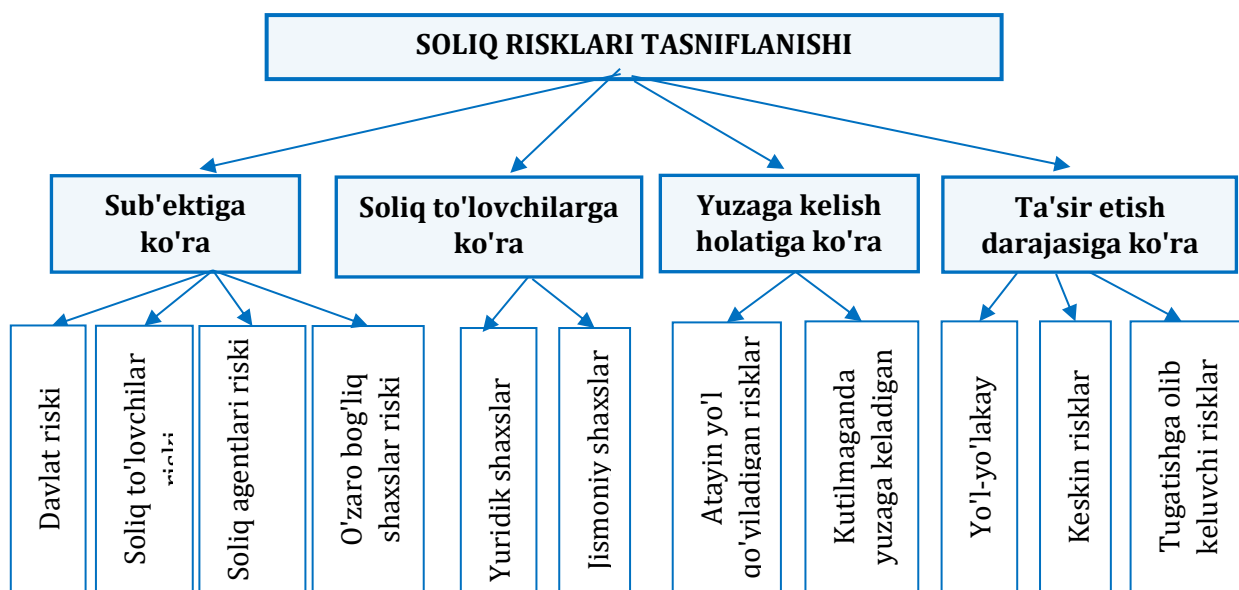 SOLIQ RISKLARI TASNIFLANISHI
Sub'ektiga
ko'ra
Soliq to'lovchilarga
ko'ra
Yuzaga kelish
holatiga ko'ra
Ta'sir etish
darajasiga ko'ra
Davlat riski
Soliq to'lovchilar
Soliq agentlari riski
O'zaro bog'liq
shaxslar riski
Yuridik shaxslar
Jismoniy shaxslar
Atayin yo'l
qo'yiladigan risklar
Kutilmaganda
yuzaga keladigan
Yo'l-yo'lakay
Keskin risklar
Tugatishga olib
keluvchi risklar